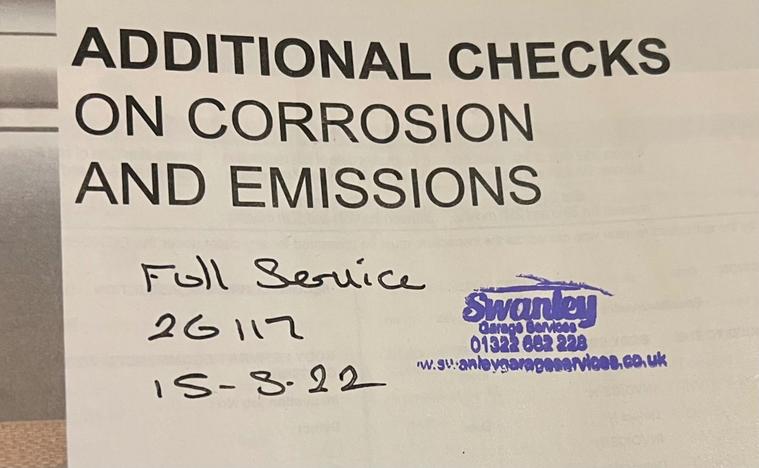 ADDITIONAL CHECKS
ON CORROSION
AND EMISSIONS
Full Service
26117
15-8-22
Swanley
Garage Services
01322 662 228
w.swanleygarageservices.co.uk